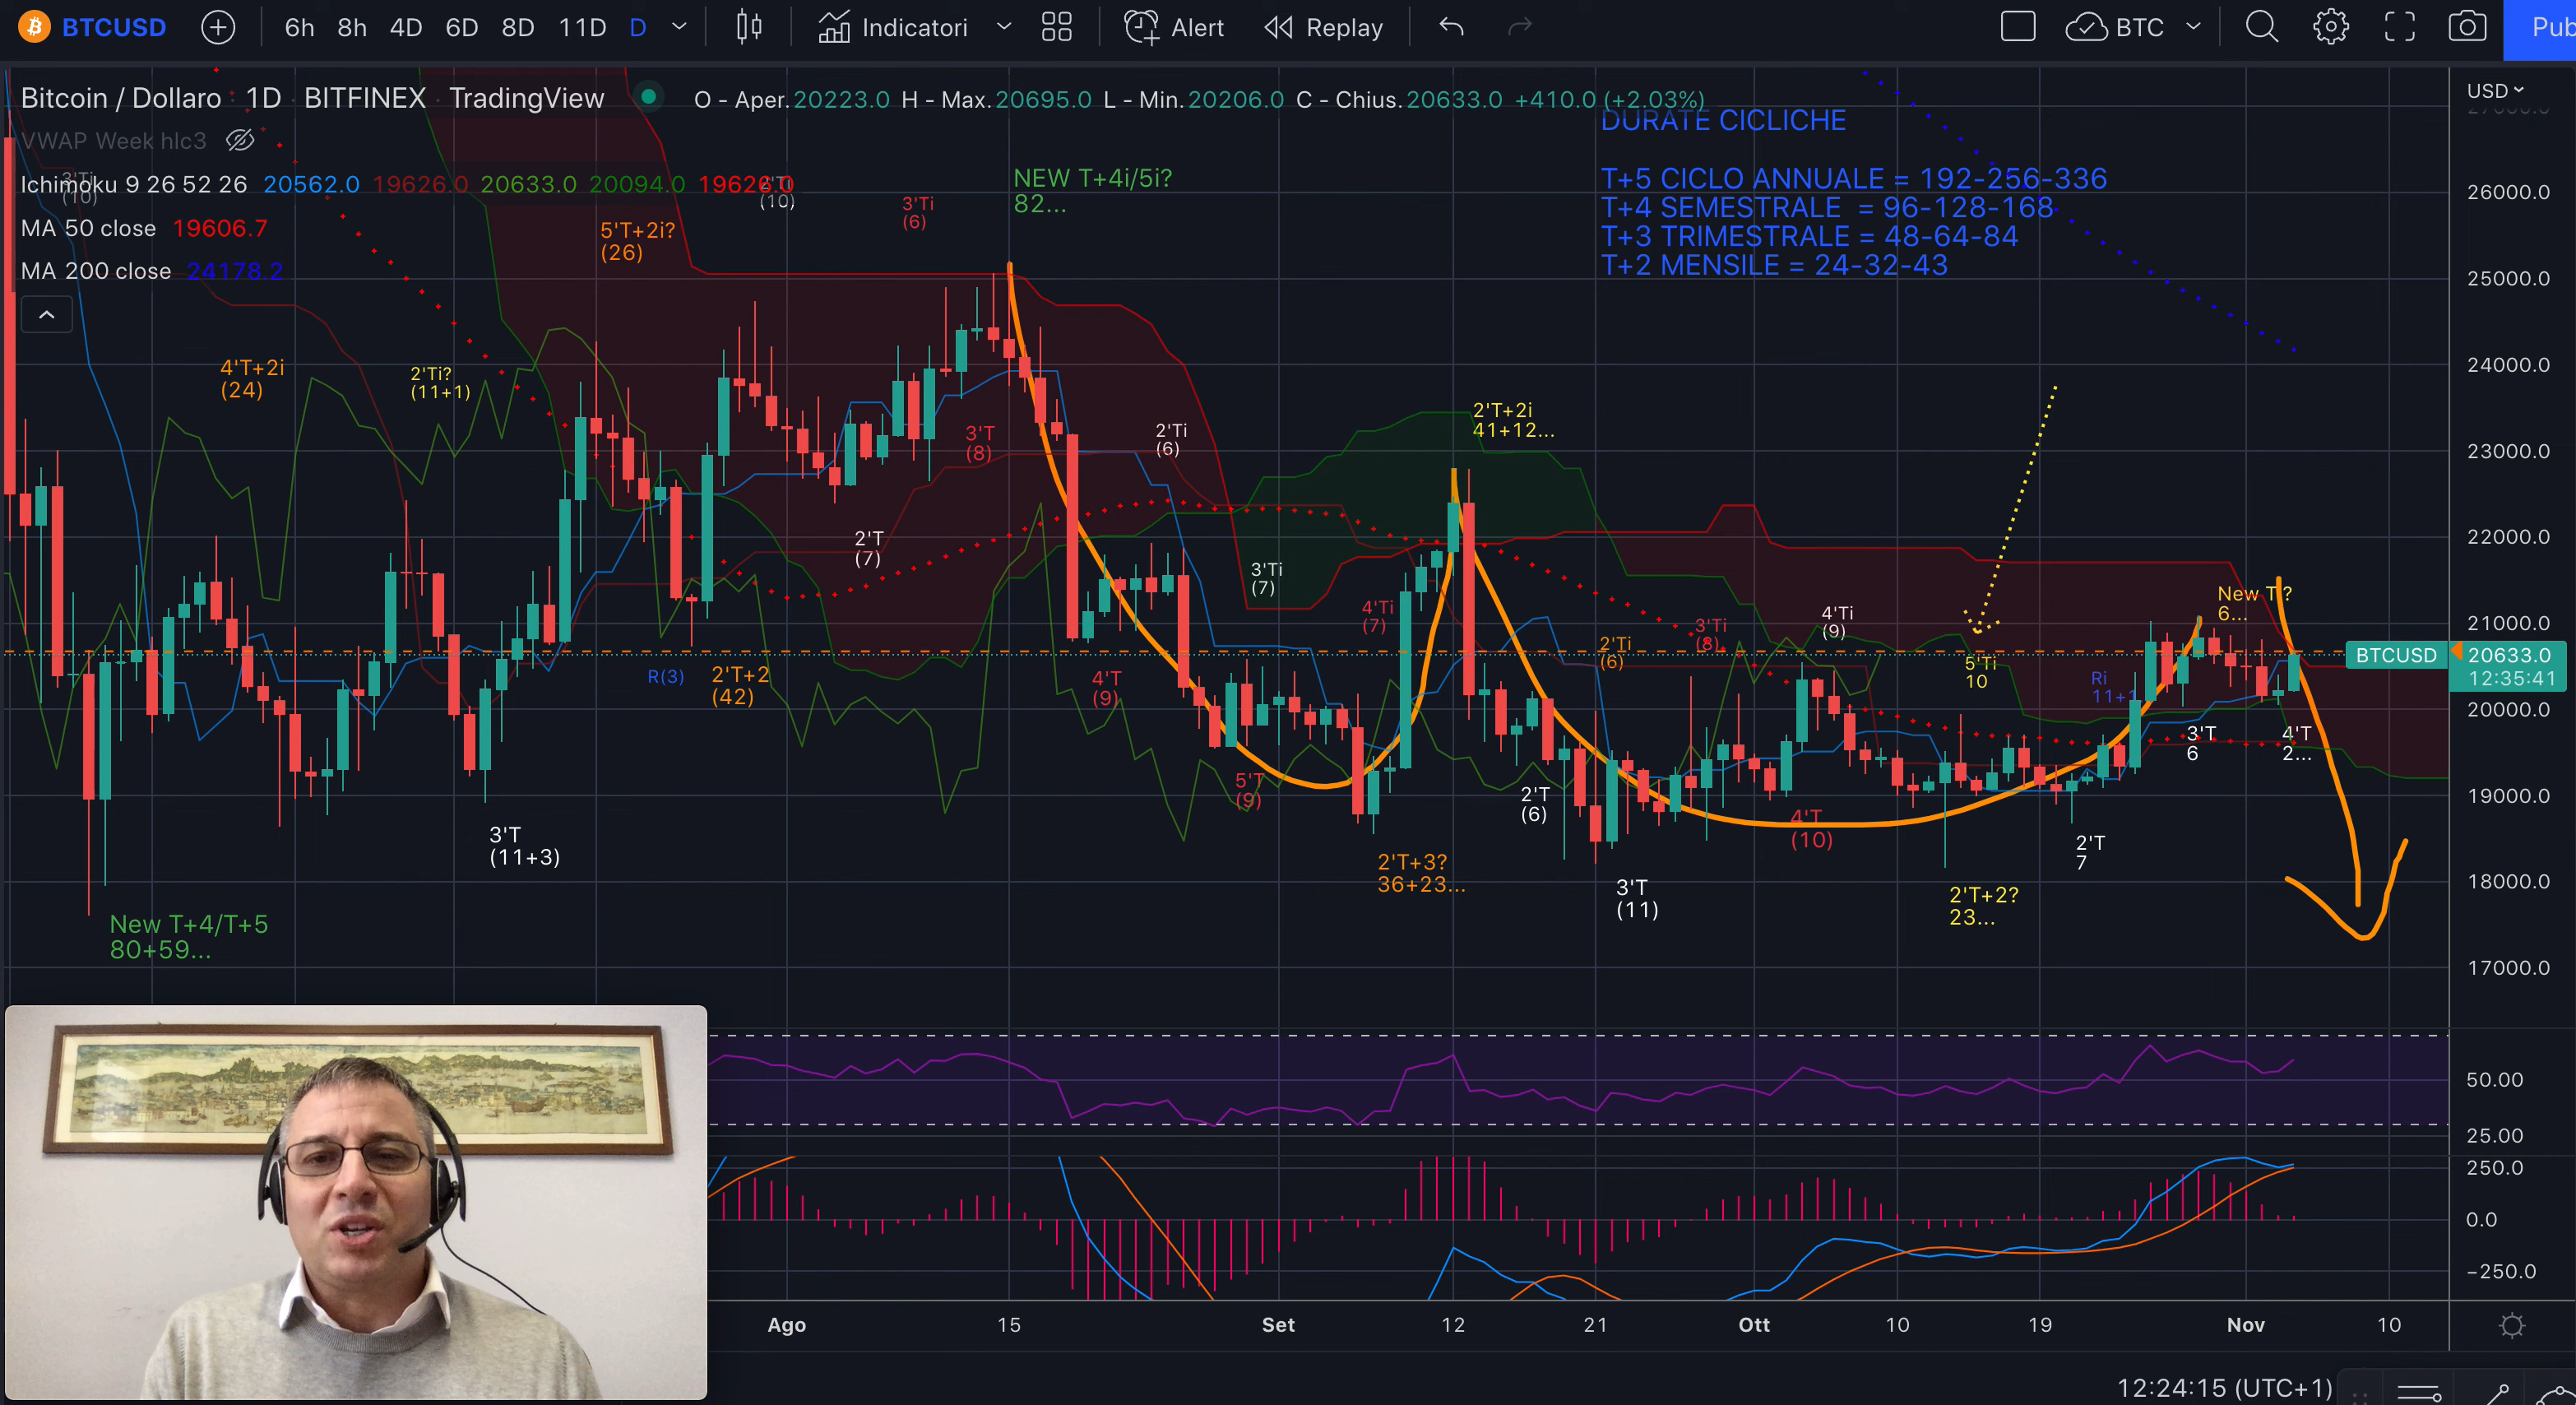 BTCUSD
6h 8h 4D 6D 8D 11D D
Indicatori
Alert
Replay
BTC
Pub
Bitcoin / Dollaro · 1D · BITFINEX · TradingView
O - Aper.20223.0 H - Max.20695.0 L - Min.20206.0 C - Chius.20633.0 +410.0 (+2.03%)
USD
VWAP Week hlc3
Ichimoku 9 26 52 26 20562.0 19626.0 20633.0 20094.0 19626.0
MA 50 close 19606.7
MA 200 close 24178.2
DURATE CICLICHE
T+5 CICLO ANNUALE = 192-256-336
T+4 SEMESTRALE = 96-128-168
T+3 TRIMESTRALE = 48-64-84
T+2 MENSILE = 24-32-43
3'Ti
(10)
(10)
3'Ti
(6)
NEW T+4i/5i?
82...
5'T+2i?
(26)
4'T+2i
(24)
2'Ti?
(11+1)
3'T
(8)
2'Ti
(6)
2'T+2i
41+12...
2'T
(7)
3'Ti
(7)
4'Ti
(7)
2'Ti
(6)
3'Ti
(8)
4'Ti
(9)
5'Ti
10
New T ?
6...
Ri
11+1
R(3)
2'T+2
(42)
4'T
(9)
5'T
(9)
3'T
6
4'T
2...
3'T
(11+3)
2'T
(6)
4'T
(10)
2'T
7
2'T+3?
36+23...
3'T
(11)
2'T+2?
23...
New T+4/T+5
80+59...
27000.0
26000.0
25000.0
24000.0
23000.0
22000.0
21000.0
BTCUSD
20633.0
12:35:41
20000.0
19000.0
18000.0
17000.0
50.00
25.00
250.0
0.0
−250.0
Ago 15 Set 12 21 Ott 10 19 Nov 10
12:24:15 (UTC+1)